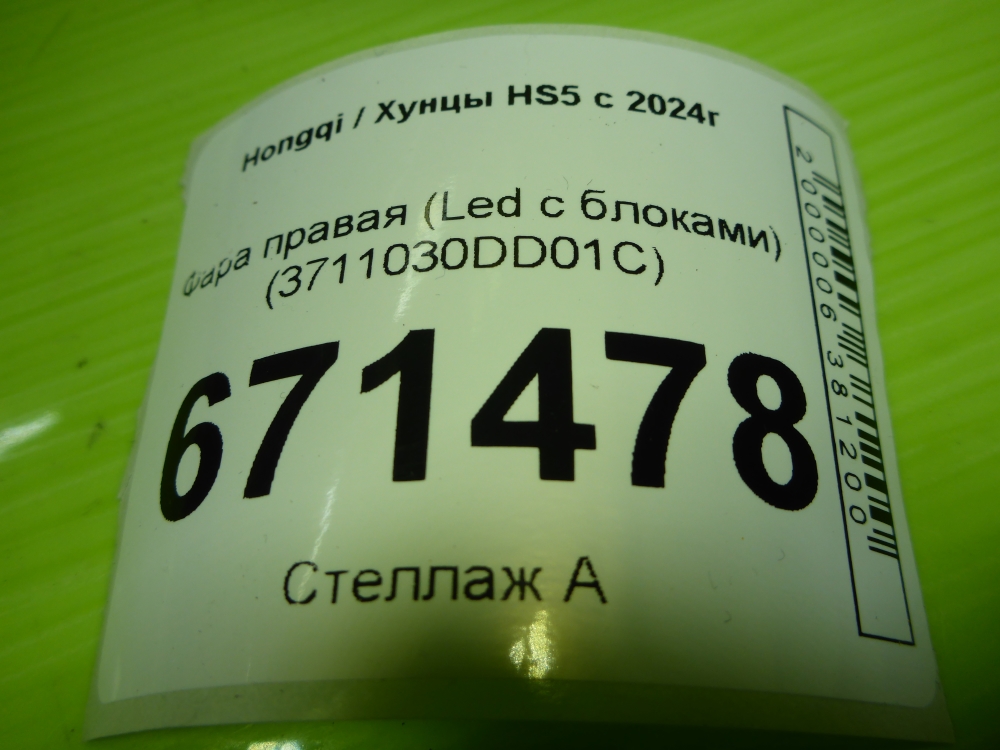 Hongqi / Хунцы HS5 с 2024г
Фара правая (Led с блоками)
(3711030DD01C)
671478
Стеллаж А
2000006381200